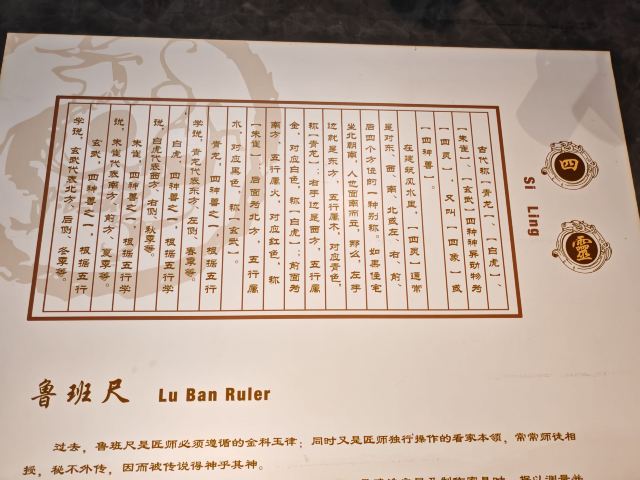 四靈
Si Ling
古代称【青龙】、【白虎】、
【朱雀】、【玄武】四种神异动物为
【四灵】，又叫【四象】或
【四神兽】。
在建筑风水里，【四灵】通常
是对东、西、南、北或左、右、前、
后四个方位的一种别称。如果住宅
坐北朝南，人也面南而立，那么，左手
边就是东方，五行属木，对应青色，
称【青龙】；右手边是西方，五行属
金，对应白色，称【白虎】；前面为
南方，五行属火，对应红色，称
【朱雀】；后面为北方，五行属
水，对应黑色，称【玄武】。
青龙，四种神兽之一，根据五行
学说，青龙代表东方，左侧，春季等。
白虎，四神兽之一，根据五行学
说，白虎代表西方，右侧，秋季等。
朱雀，四神兽之一，根据五行学
说，朱雀代表南方，前方，夏季等。
玄武，四种神兽之一，根据五行
学说，玄武代表北方，后侧，冬季等。
鲁班尺 Lu Ban Ruler
过去，鲁班尺是匠师必须遵循的金科玉律；同时又是匠师独行操作的看家本领，常常师徒相
授，秘不外传，因而被传说得神乎其神。
家具时，据以测量并